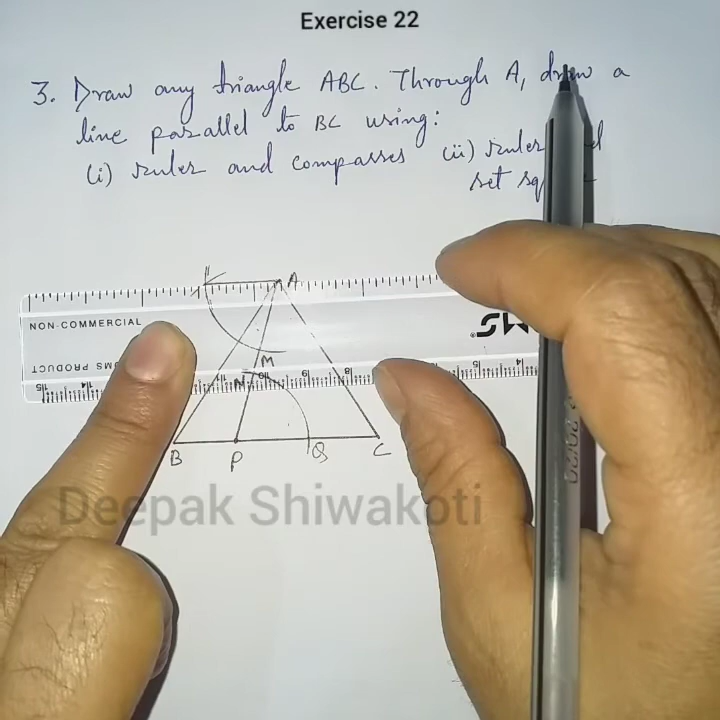 Exercise 22
3. Draw any triangle ABC. Through A, draw a
line parallel to BC using:
(i) ruler and compasses (ii) ruler
set
A
NON-COMMERCIAL
M
N
B P Q C
Deepak Shiwakoti